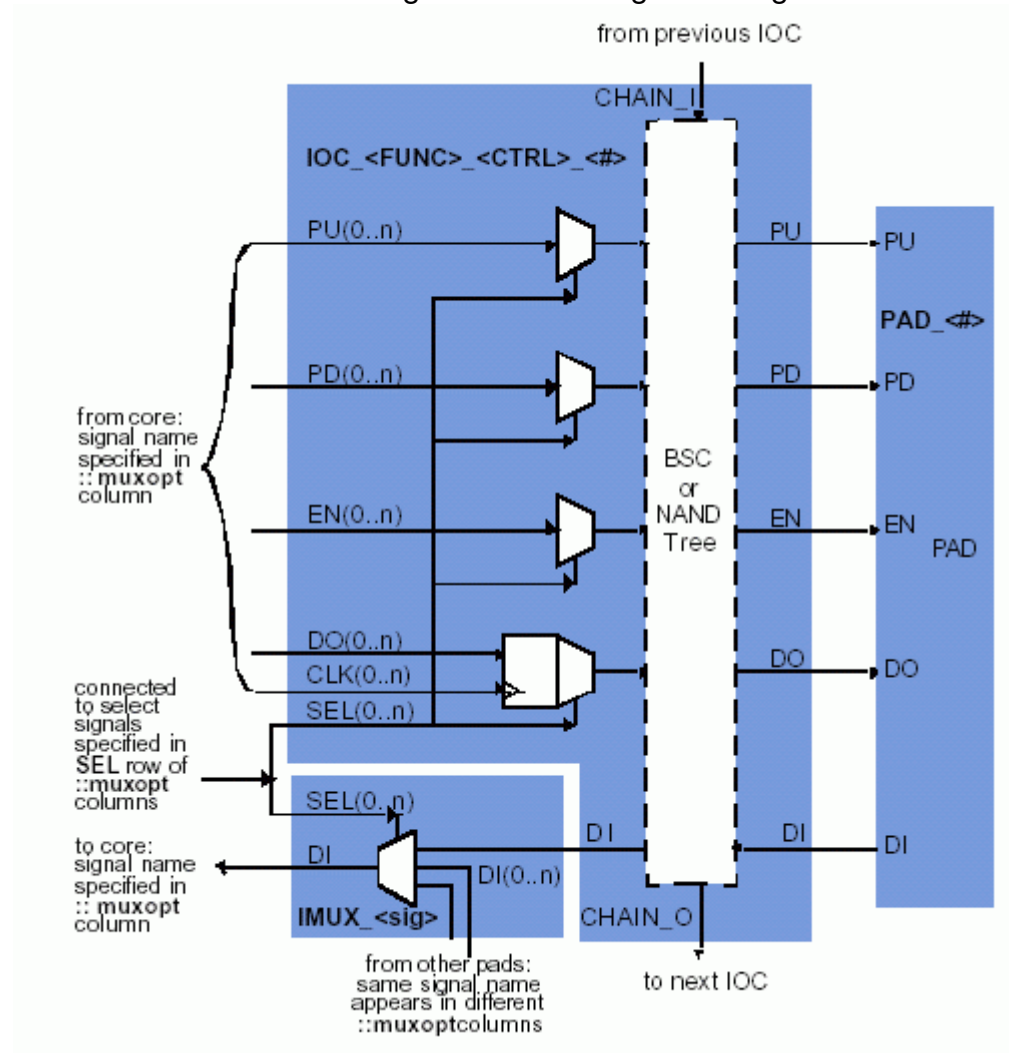 from previous IOC
CHAIN_I
IOC_<FUNC>_<CTRL>_<#>
PU(0..n)
PU
PU
PAD_<#>
PD(0..n)
PD
PD
from core:
signal name
specified in
:: muxopt
column
BSC
or
NAND
Tree
EN(0..n)
EN
EN
PAD
DO(0..n)
DO
DO
CLK(0..n)
SEL(0..n)
connected
to select
signals
specified in
SEL row of
::muxopt
columns
SEL(0..n)
DI
DI
DI
to core:
signal name
specified in
:: muxopt
column
DI
DI(0..n)
IMUX_<sig>
CHAIN_O
from other pads:
same signal name
appears in different
::muxoptcolumns
to next IOC